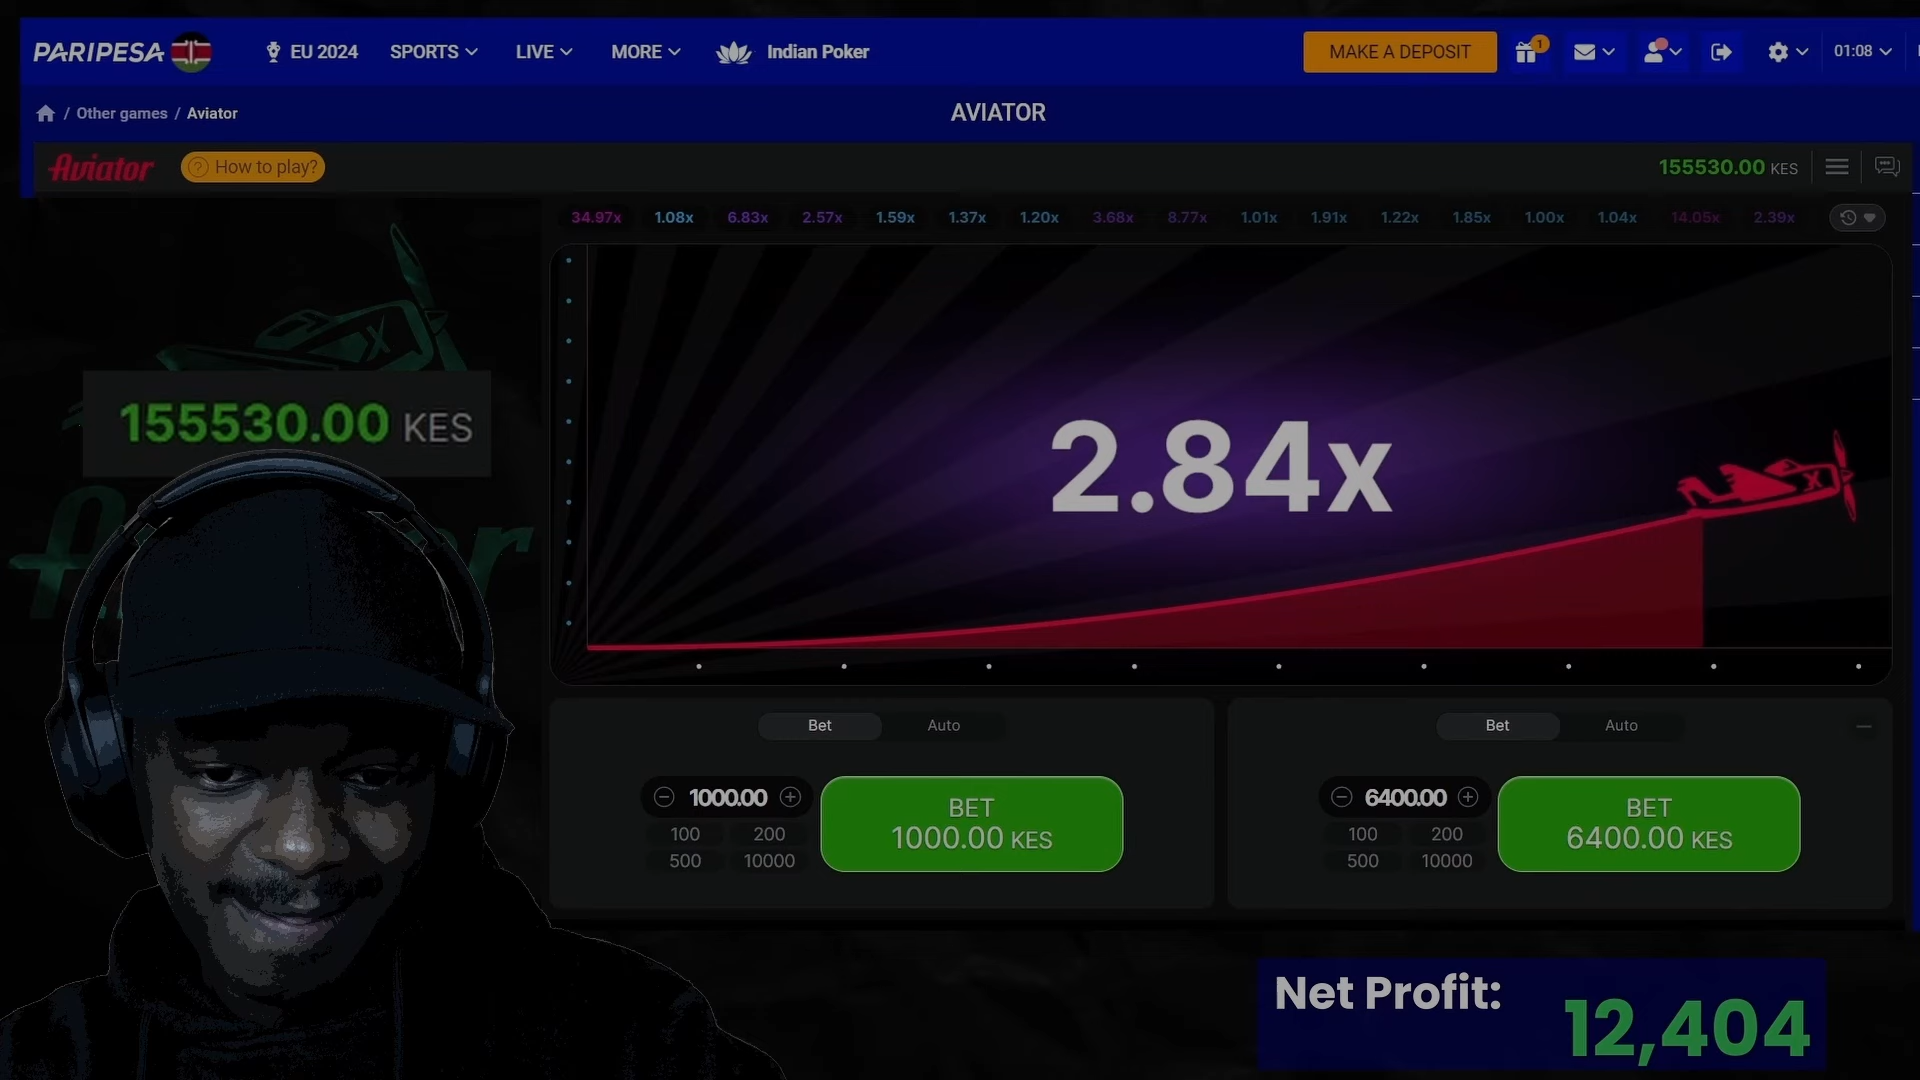 PARIPESA
EU 2024
SPORTS
LIVE
MORE
Indian Poker
MAKE A DEPOSIT
1
01:08
/ Other games / Aviator
AVIATOR
Aviator
? How to play?
155530.00 KES
34.97x 1.08x 6.83x 2.57x 1.59x 1.37x 1.20x 3.68x 8.77x 1.01x 1.91x 1.22x 1.85x 1.00x 1.04x 14.05x 2.39x
155530.00 KES
2.84x
X
Bet Auto
1000.00
100 200
500 10000
BET
1000.00 KES
Bet Auto
6400.00
100 200
500 10000
BET
6400.00 KES
Net Profit:
12,404